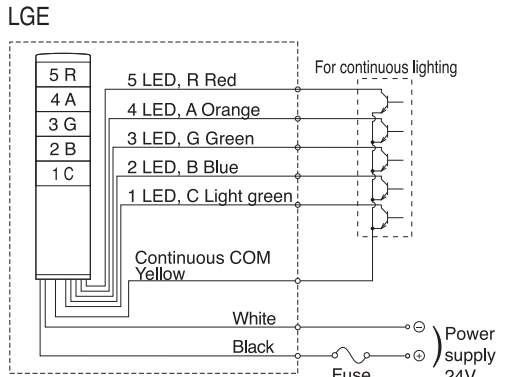 LGE
For continuous lighting
5 R
4 A
3 G
2 B
1 C
5 LED, R Red
4 LED, A Orange
3 LED, G Green
2 LED, B Blue
1 LED, C Light green
Continuous COM
Yellow
White
Black
Fuse
⊖
⊕
Power
supply
24V